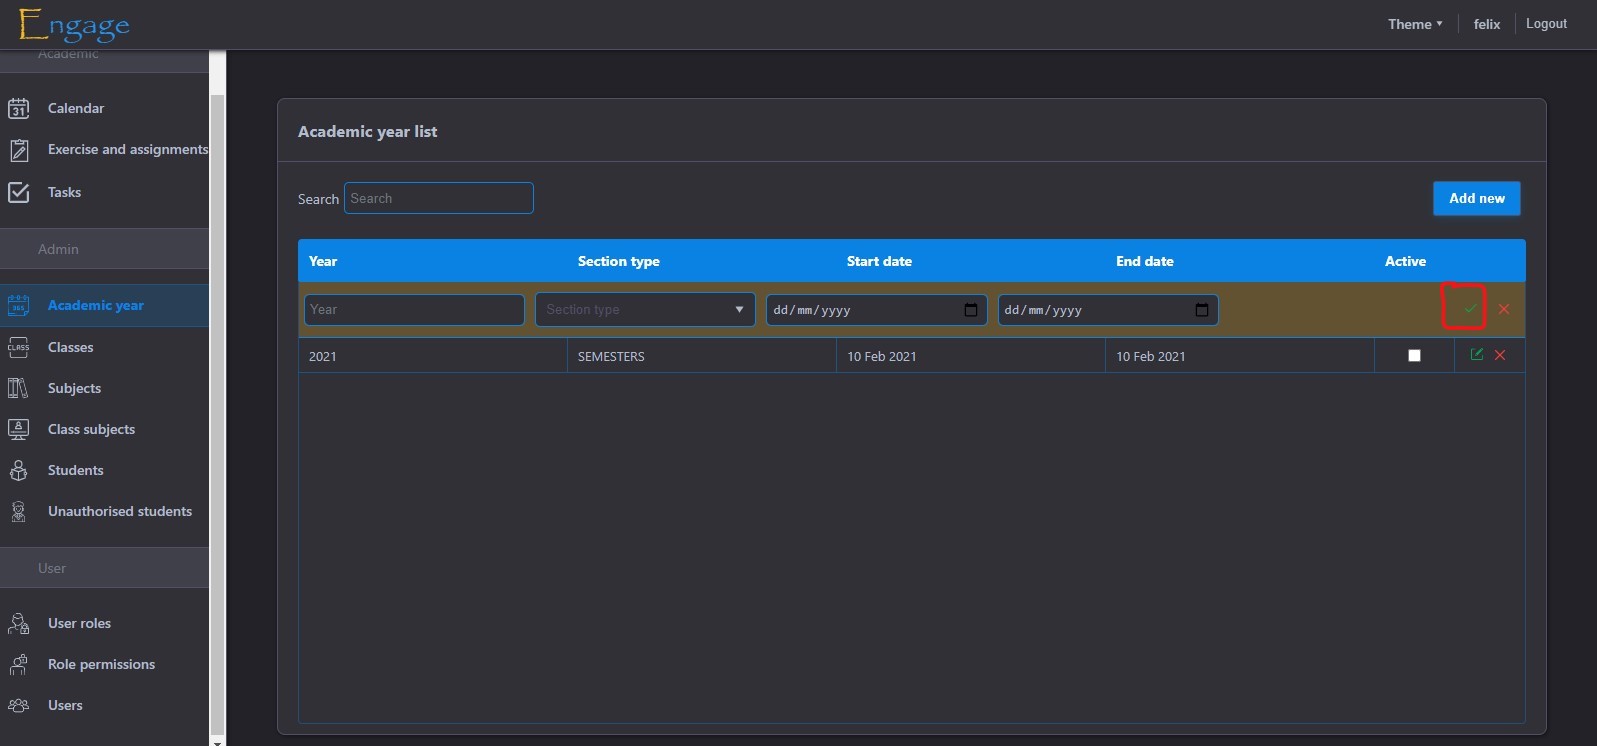 Engage
Theme felix Logout
Academic
Calendar
Exercise and assignments
Tasks
Admin
Academic year
Classes
Subjects
Class subjects
Students
Unauthorised students
User
User roles
Role permissions
Users
Academic year list
Search Search Add new
Year Section type Start date End date Active
Year Section type dd/mm/yyyy dd/mm/yyyy
2021 SEMESTERS 10 Feb 2021 10 Feb 2021
31
365
CLASS